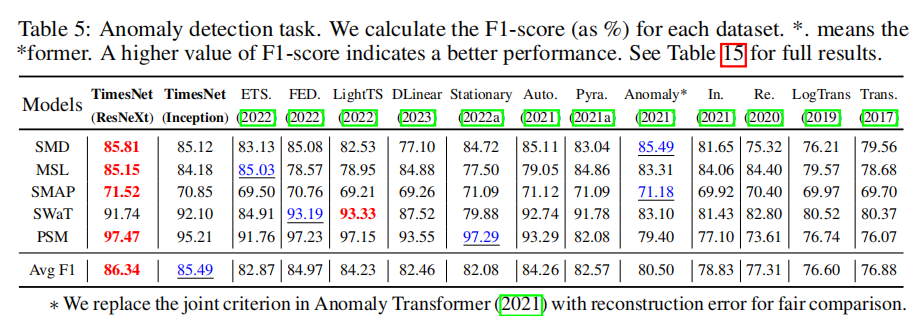 Table 5: Anomaly detection task. We calculate the F1-score (as %) for each dataset. *. means the
*former. A higher value of F1-score indicates a better performance. See Table 15 for full results.
Models TimesNet TimesNet ETS. FED. LightTS DLinear Stationary Auto. Pyra. Anomaly* In. Re. LogTrans Trans.
(ResNeXt) (Inception) (2022) (2022) (2022) (2023) (2022a) (2021) (2021a) (2021) (2021) (2020) (2019) (2017)
SMD 85.81 85.12 83.13 85.08 82.53 77.10 84.72 85.11 83.04 85.49 81.65 75.32 76.21 79.56
MSL 85.15 84.18 85.03 78.57 78.95 84.88 77.50 79.05 84.86 83.31 84.06 84.40 79.57 78.68
SMAP 71.52 70.85 69.50 70.76 69.21 69.26 71.09 71.12 71.09 71.18 69.92 70.40 69.97 69.70
SWaT 91.74 92.10 84.91 93.19 93.33 87.52 79.88 92.74 91.78 83.10 81.43 82.80 80.52 80.37
PSM 97.47 95.21 91.76 97.23 97.15 93.55 97.29 93.29 82.08 79.40 77.10 73.61 76.74 76.07
Avg F1 86.34 85.49 82.87 84.97 84.23 82.46 82.08 84.26 82.57 80.50 78.83 77.31 76.60 76.88
* We replace the joint criterion in Anomaly Transformer (2021) with reconstruction error for fair comparison.